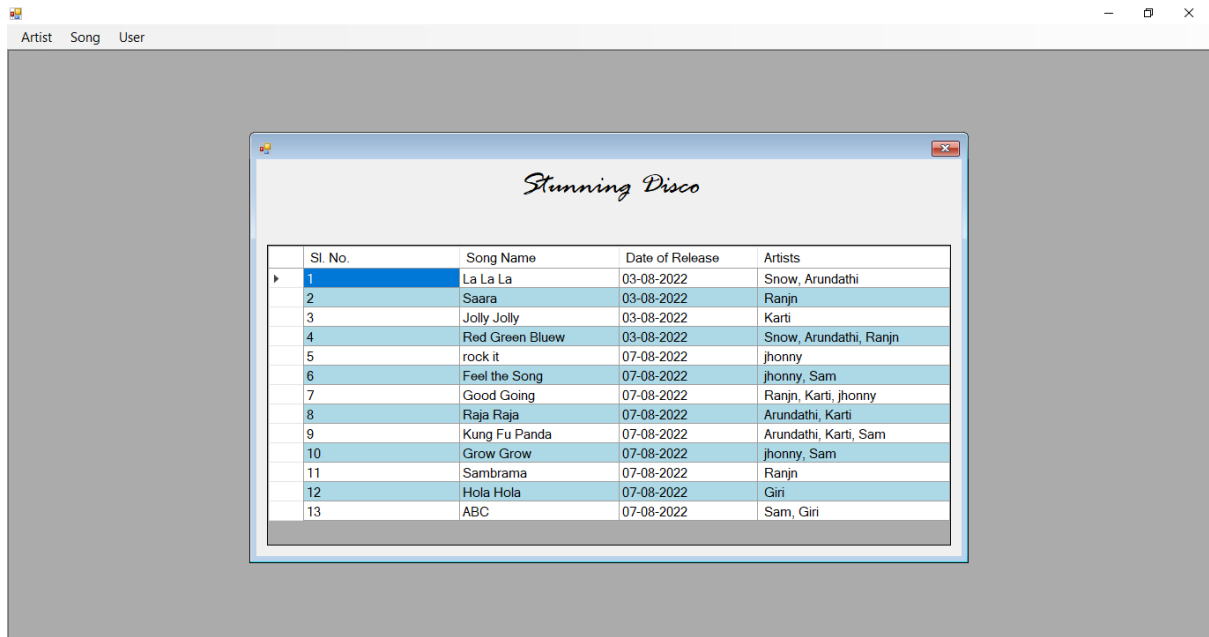 Artist Song User
Stunning Disco
Sl. No. Song Name Date of Release Artists
1 La La La 03-08-2022 Snow, Arundathi
2 Saara 03-08-2022 Ranjn
3 Jolly Jolly 03-08-2022 Karti
4 Red Green Bluew 03-08-2022 Snow, Arundathi, Ranjn
5 rock it 07-08-2022 jhonny
6 Feel the Song 07-08-2022 jhonny, Sam
7 Good Going 07-08-2022 Ranjn, Karti, jhonny
8 Raja Raja 07-08-2022 Arundathi, Karti
9 Kung Fu Panda 07-08-2022 Arundathi, Karti, Sam
10 Grow Grow 07-08-2022 jhonny, Sam
11 Sambrama 07-08-2022 Ranjn
12 Hola Hola 07-08-2022 Giri
13 ABC 07-08-2022 Sam, Giri